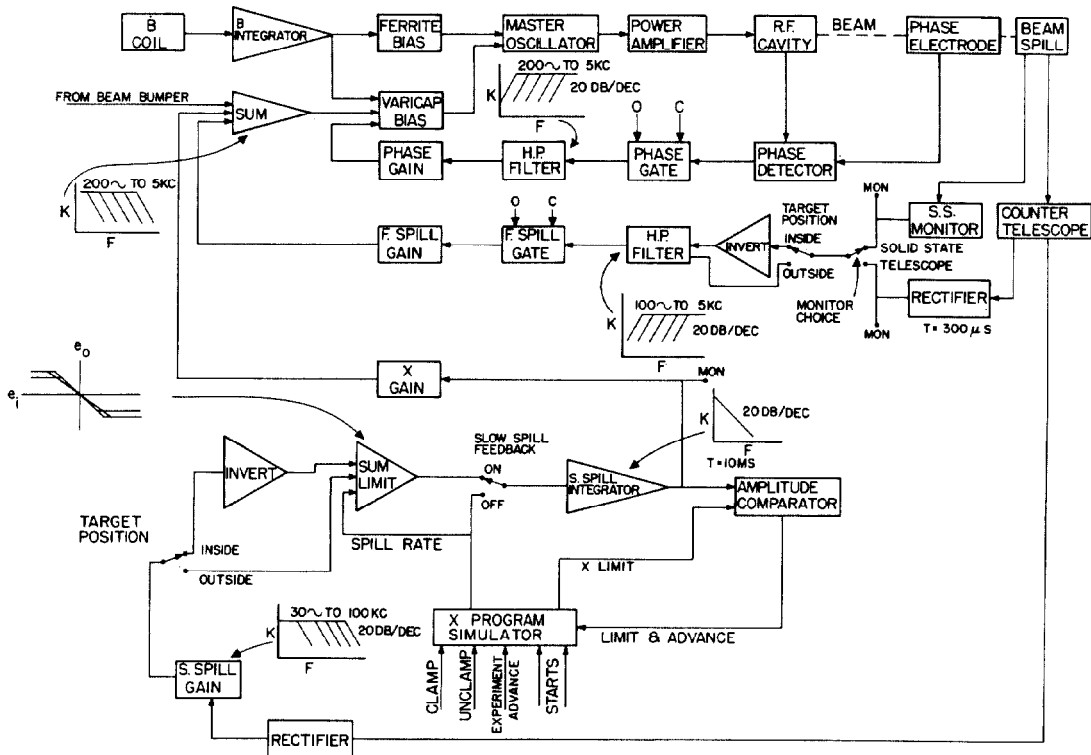 Ḃ
COIL
B
INTEGRATOR
FERRITE
BIAS
MASTER
OSCILLATOR
POWER
AMPLIFIER
R.F.
CAVITY
BEAM
PHASE
ELECTRODE
BEAM
SPILL
200~ TO 5KC
20 DB/DEC
K
F
FROM BEAM BUMPER
SUM
VARICAP
BIAS
O
C
PHASE
GAIN
H.P.
FILTER
PHASE
GATE
PHASE
DETECTOR
200~ TO 5KC
K
F
MON
TARGET
POSITION
S.S.
MONITOR
COUNTER
TELESCOPE
O
C
F. SPILL
GAIN
F. SPILL
GATE
H.P.
FILTER
INVERT
INSIDE
OUTSIDE
SOLID STATE
TELESCOPE
MONITOR
CHOICE
RECTIFIER
T= 300 μS
MON
100~ TO 5KC
20 DB/DEC
K
F
eo
ei
X
GAIN
MON
K
20 DB/DEC
F
T=10MS
INVERT
SUM
LIMIT
SLOW SPILL
FEEDBACK
ON
OFF
S. SPILL
INTEGRATOR
AMPLITUDE
COMPARATOR
TARGET
POSITION
INSIDE
OUTSIDE
SPILL RATE
X LIMIT
30~ TO 100KC
K
20DB/DEC
F
X PROGRAM
SIMULATOR
LIMIT & ADVANCE
S. SPILL
GAIN
CLAMP
UNCLAMP
EXPERIMENT
ADVANCE
STARTS
RECTIFIER